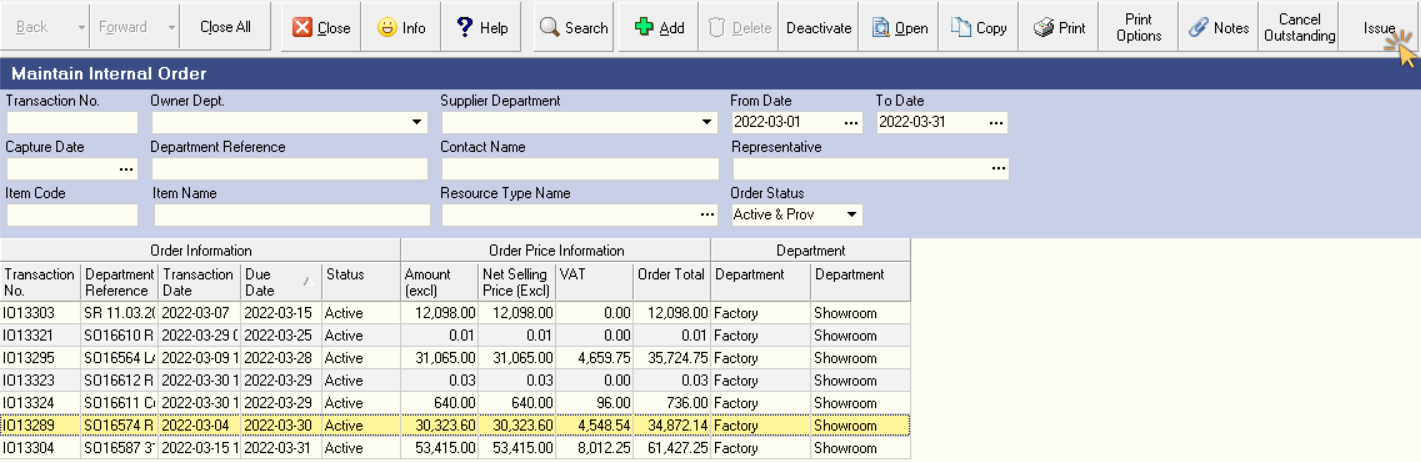 Back Forward Close All Close Info Help Search Add Delete Deactivate Open Copy Print Print Options Notes Cancel Outstanding Issue
Maintain Internal Order
Transaction No. Owner Dept. Supplier Department From Date To Date
2022-03-01 ... 2022-03-31 ...
Capture Date Department Reference Contact Name Representative
... ...
Item Code Item Name Resource Type Name Order Status
... Active & Prov
Order Information Order Price Information Department
Transaction No. Department Reference Transaction Date Due Date Status Amount (excl) Net Selling Price (Excl) VAT Order Total Department Department
IO13303 SR 11.03.20 2022-03-07 2022-03-15 Active 12,098.00 12,098.00 0.00 12,098.00 Factory Showroom
IO13321 SO16610 R 2022-03-29 2022-03-25 Active 0.01 0.01 0.00 0.01 Factory Showroom
IO13295 SO16564 2022-03-09 1 2022-03-28 Active 31,065.00 31,065.00 4,659.75 35,724.75 Factory Showroom
IO13323 SO16612 R 2022-03-30 1 2022-03-29 Active 0.03 0.03 0.00 0.03 Factory Showroom
IO13324 SO16611 2022-03-30 1 2022-03-29 Active 640.00 640.00 96.00 736.00 Factory Showroom
IO13289 SO16574 R 2022-03-04 2022-03-30 Active 30,323.60 30,323.60 4,548.54 34,872.14 Factory Showroom
IO13304 SO16587 2022-03-15 1 2022-03-31 Active 53,415.00 53,415.00 8,012.25 61,427.25 Factory Showroom